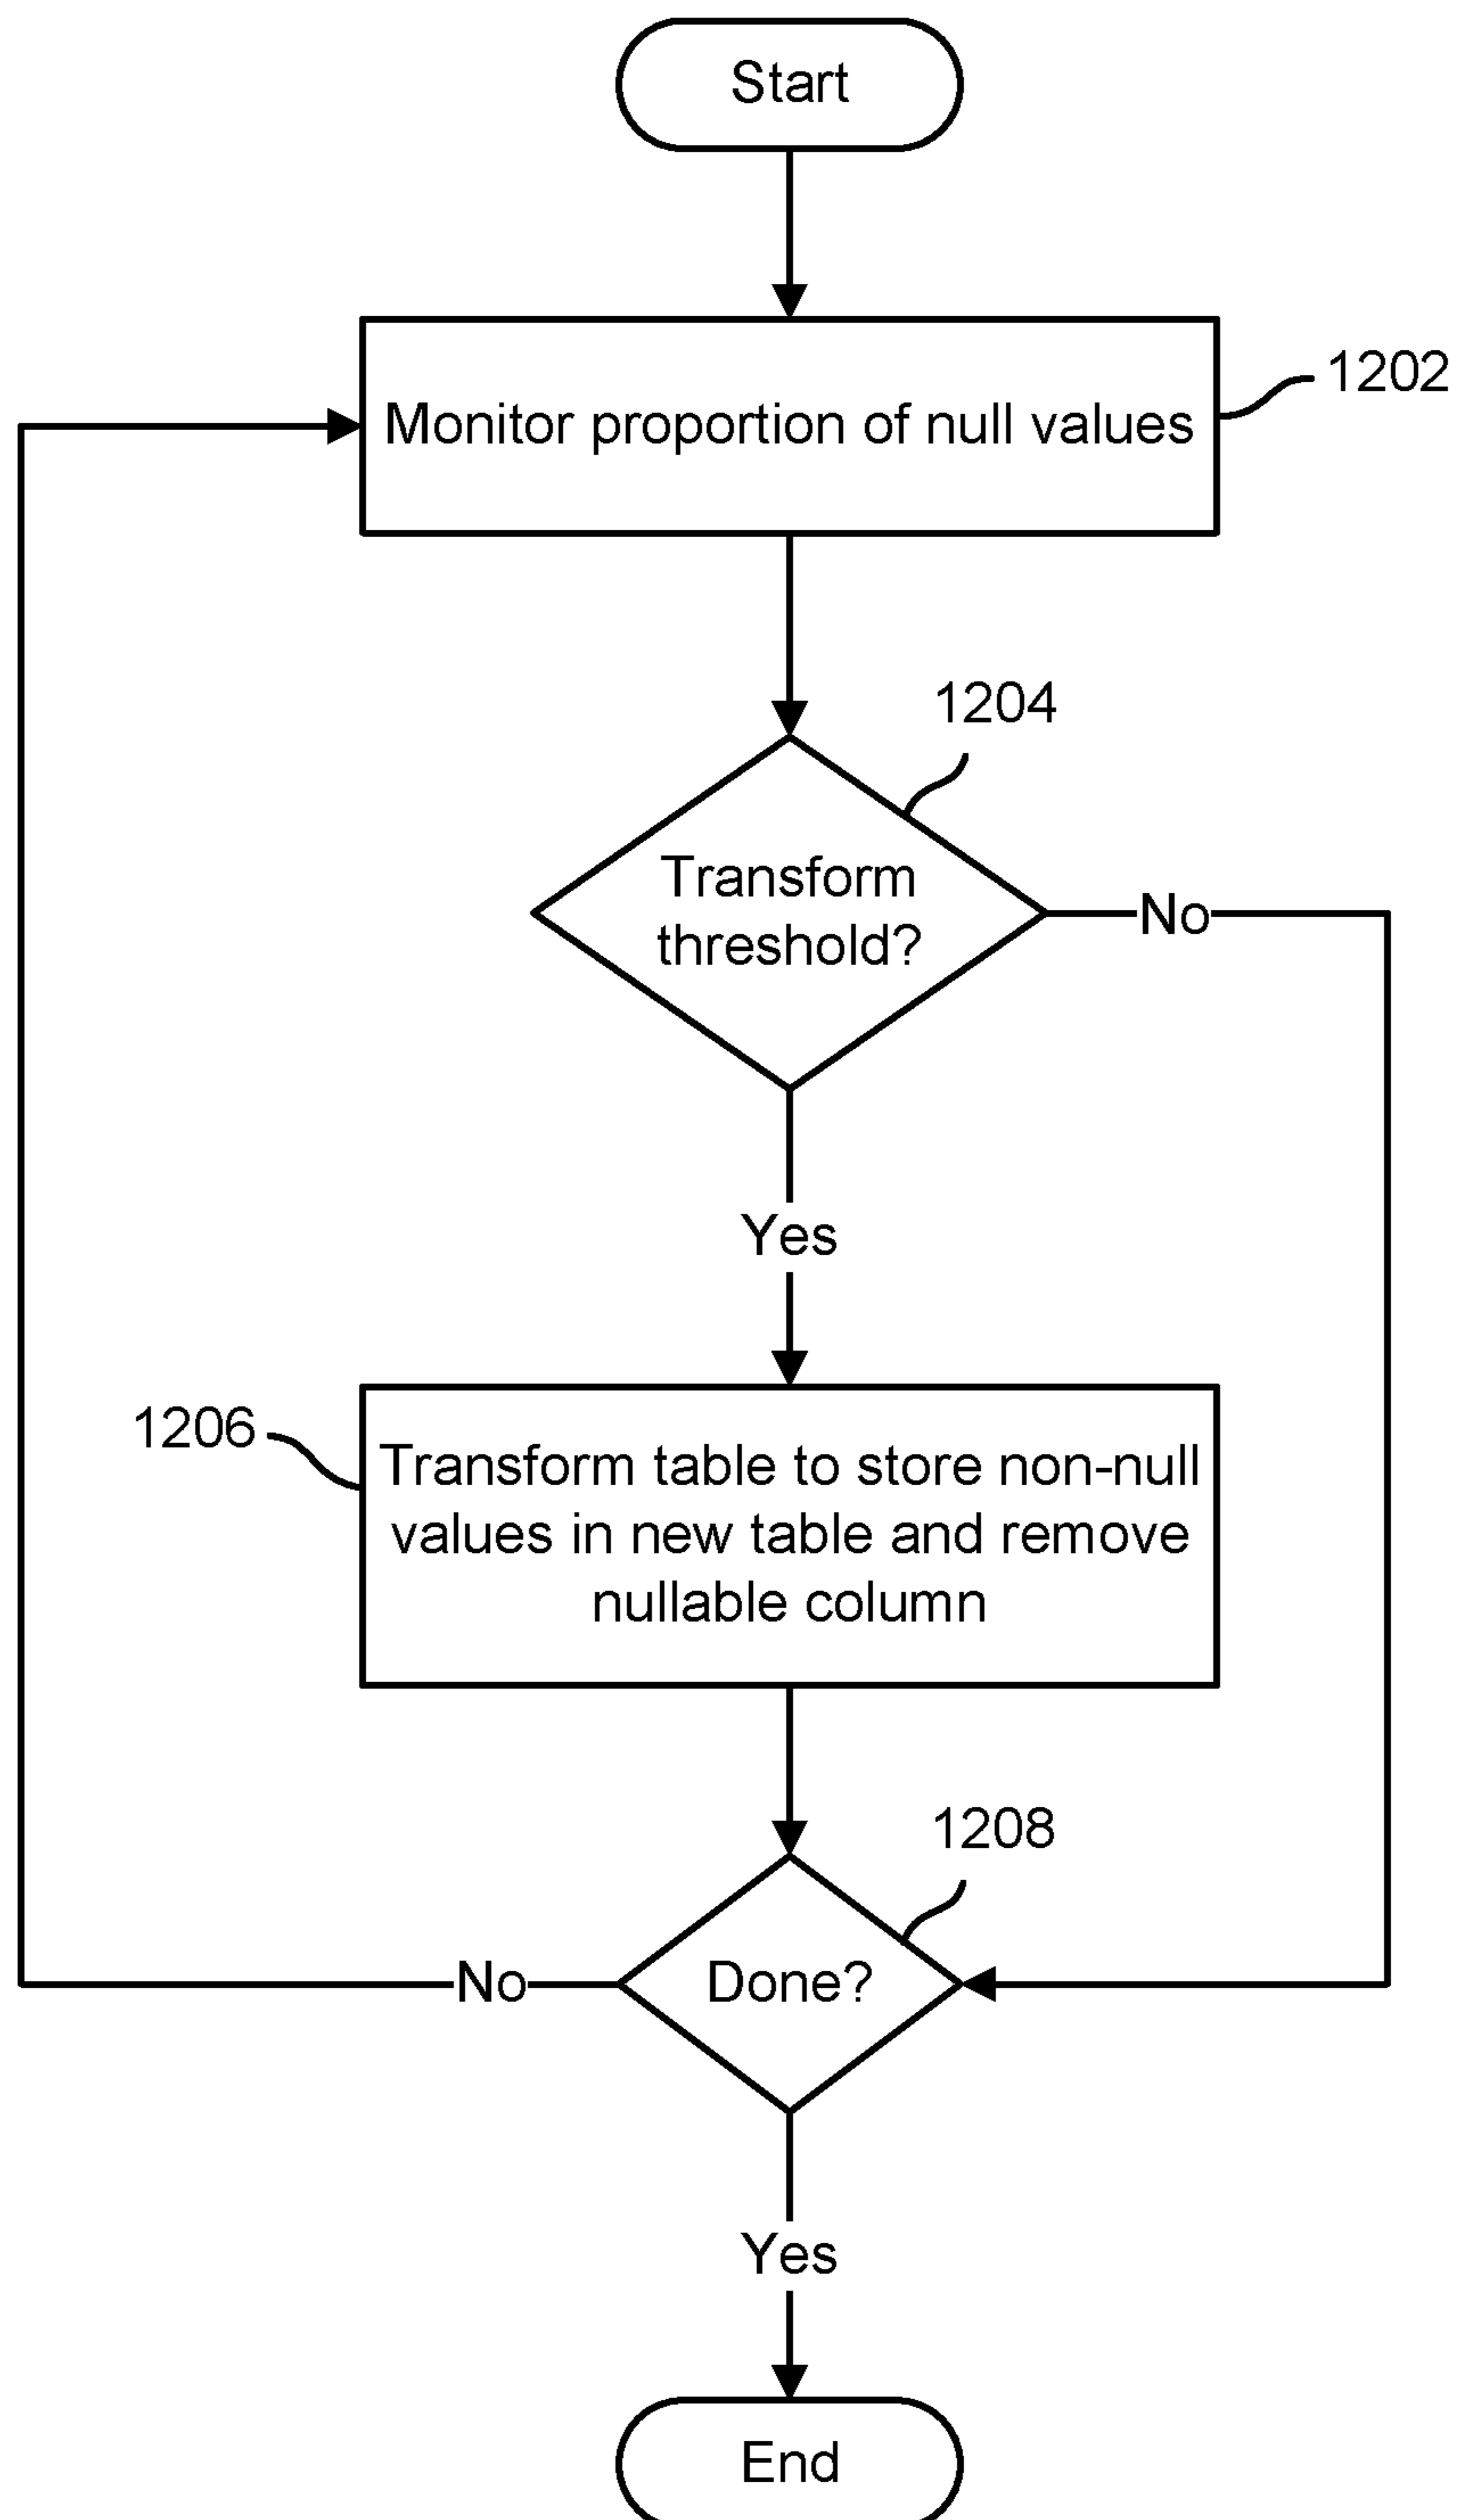 Start
Monitor proportion of null values
1202
1204
Transform
threshold?
No
Yes
1206
Transform table to store non-null
values in new table and remove
nullable column
1208
Done?
No
Yes
End